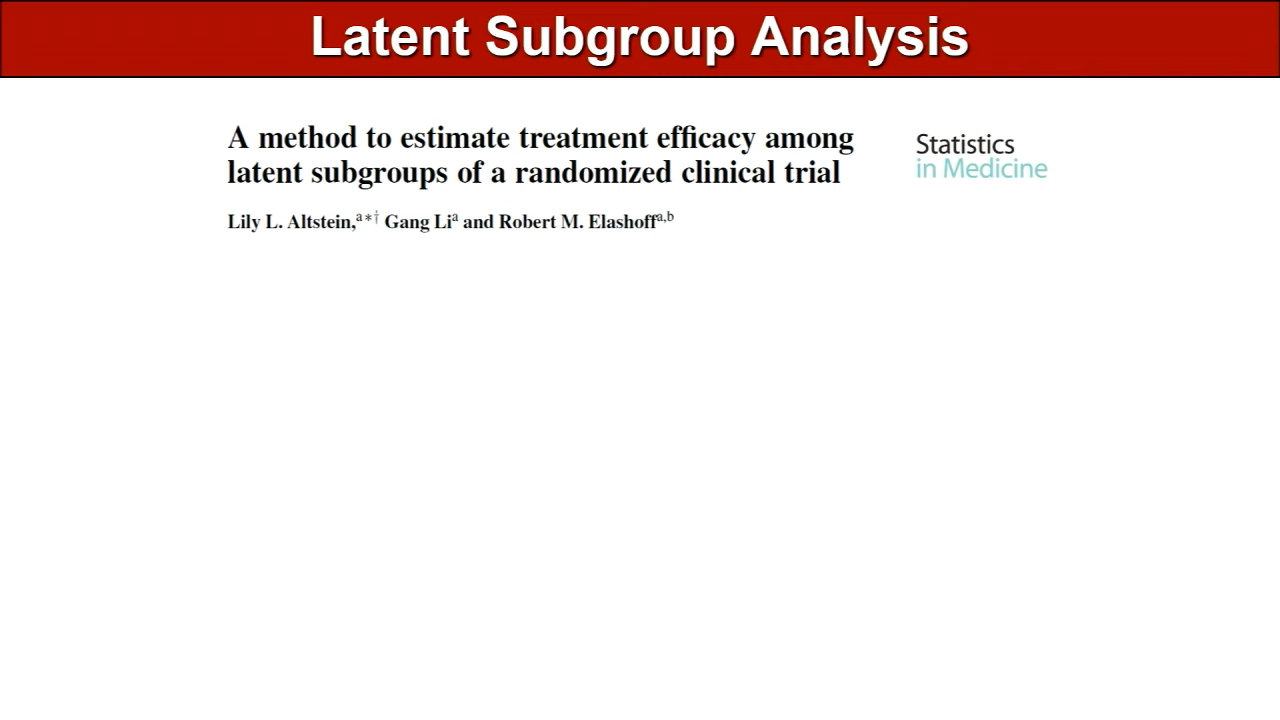 Latent Subgroup Analysis
A method to estimate treatment efficacy among
latent subgroups of a randomized clinical trial
Statistics
in Medicine
Lily L. Altstein,a*† Gang Lia and Robert M. Elashoffa,b